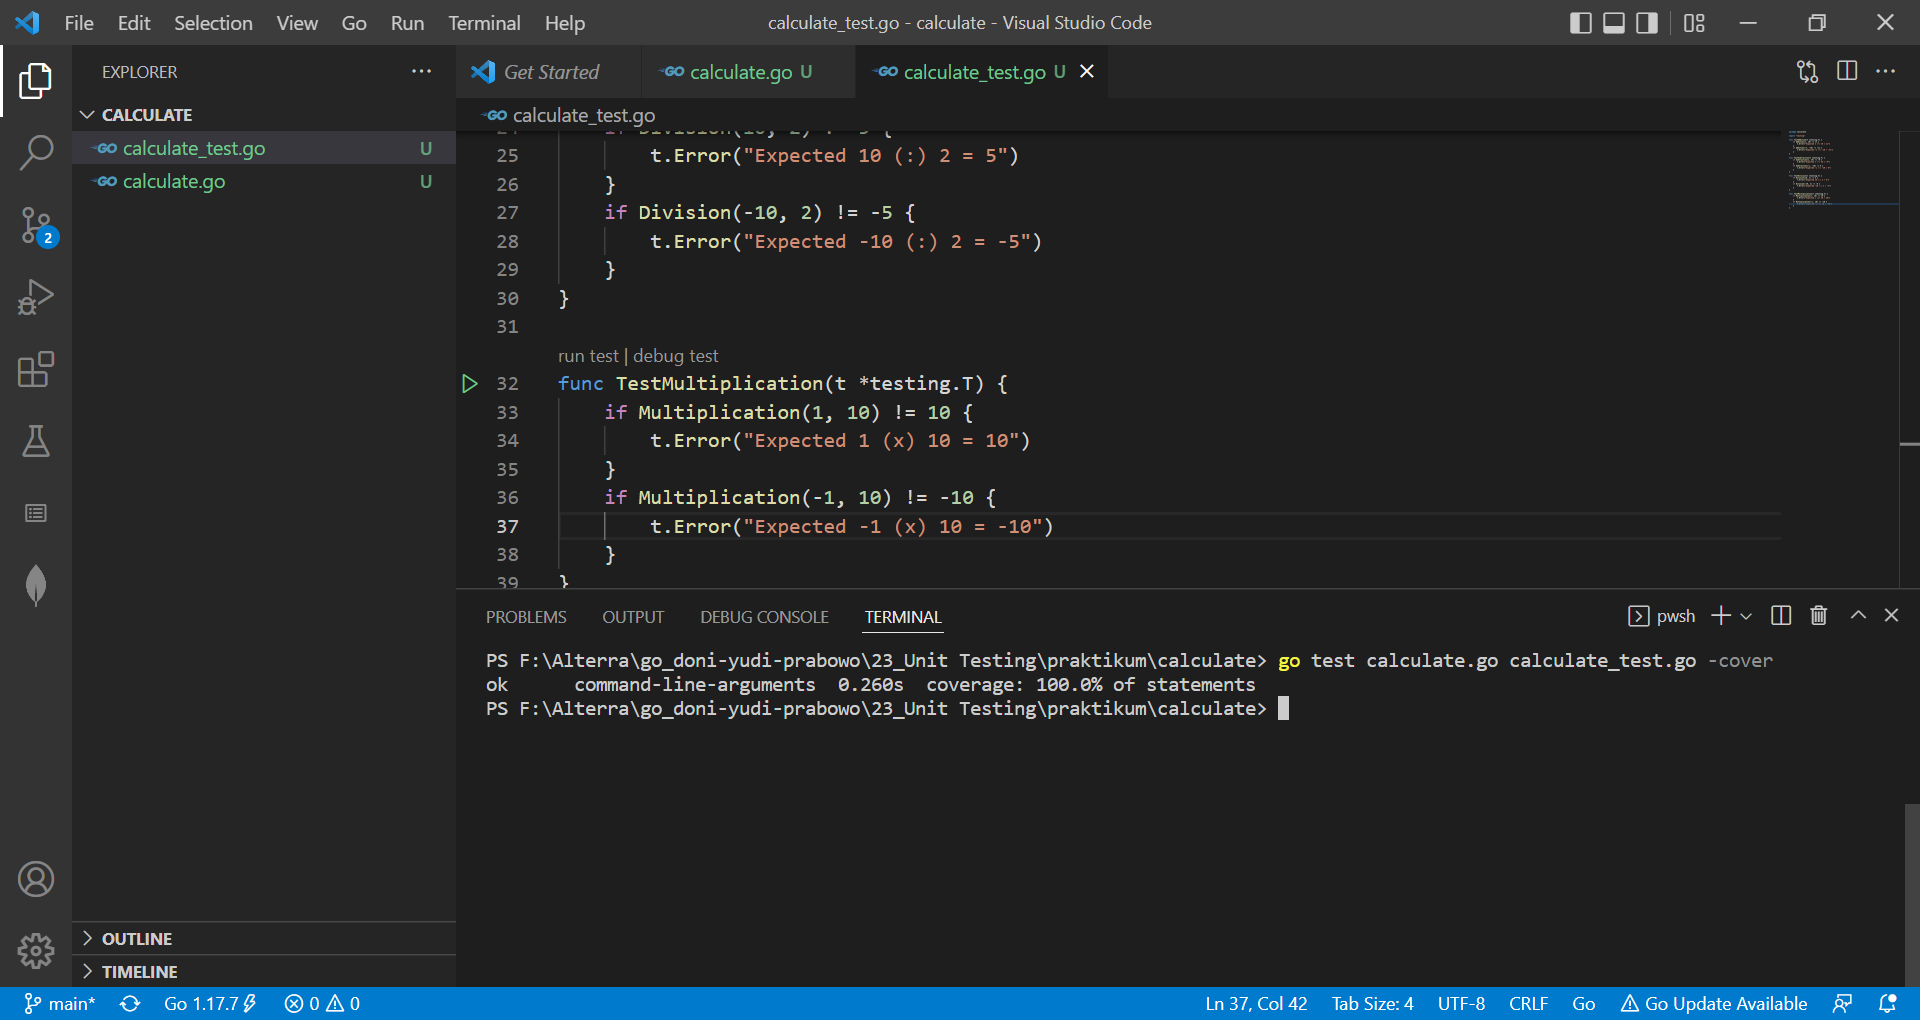 File Edit Selection View Go Run Terminal Help
calculate_test.go - calculate - Visual Studio Code
EXPLORER
CALCULATE
calculate_test.go U
calculate.go U
2
OUTLINE
TIMELINE
Get Started
calculate.go U
calculate_test.go U
calculate_test.go
25 t.Error("Expected 10 (:) 2 = 5")
26 }
27 if Division(-10, 2) != -5 {
28 t.Error("Expected -10 (:) 2 = -5")
29 }
30 }
31
run test | debug test
32 func TestMultiplication(t *testing.T) {
33 if Multiplication(1, 10) != 10 {
34 t.Error("Expected 1 (x) 10 = 10")
35 }
36 if Multiplication(-1, 10) != -10 {
37 t.Error("Expected -1 (x) 10 = -10")
38 }
39 }
PROBLEMS OUTPUT DEBUG CONSOLE TERMINAL
pwsh
PS F:\Alterra\go_doni-yudi-prabowo\23_Unit Testing\praktikum\calculate> go test calculate.go calculate_test.go -cover
ok command-line-arguments 0.260s coverage: 100.0% of statements
PS F:\Alterra\go_doni-yudi-prabowo\23_Unit Testing\praktikum\calculate>
main* Go 1.17.7 0 0
Ln 37, Col 42 Tab Size: 4 UTF-8 CRLF Go Go Update Available